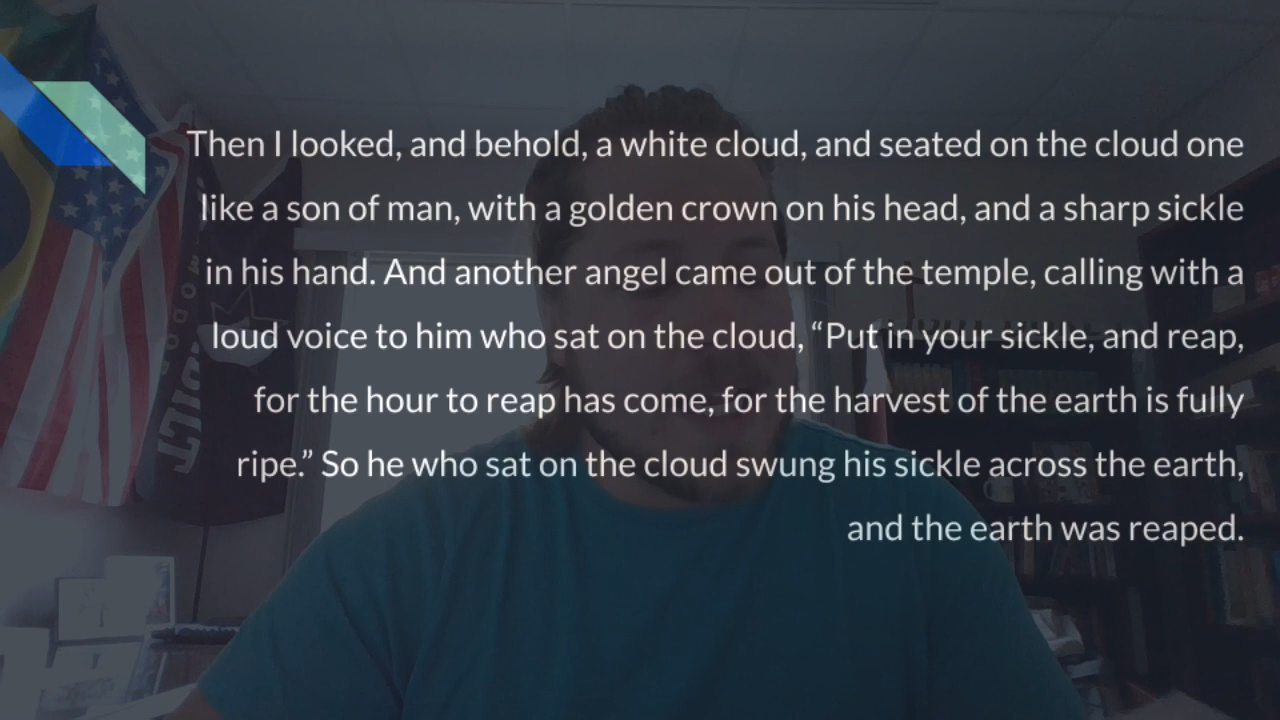 Then I looked, and behold, a white cloud, and seated on the cloud one
like a son of man, with a golden crown on his head, and a sharp sickle
in his hand. And another angel came out of the temple, calling with a
loud voice to him who sat on the cloud, “Put in your sickle, and reap,
for the hour to reap has come, for the harvest of the earth is fully
ripe.” So he who sat on the cloud swung his sickle across the earth,
and the earth was reaped.